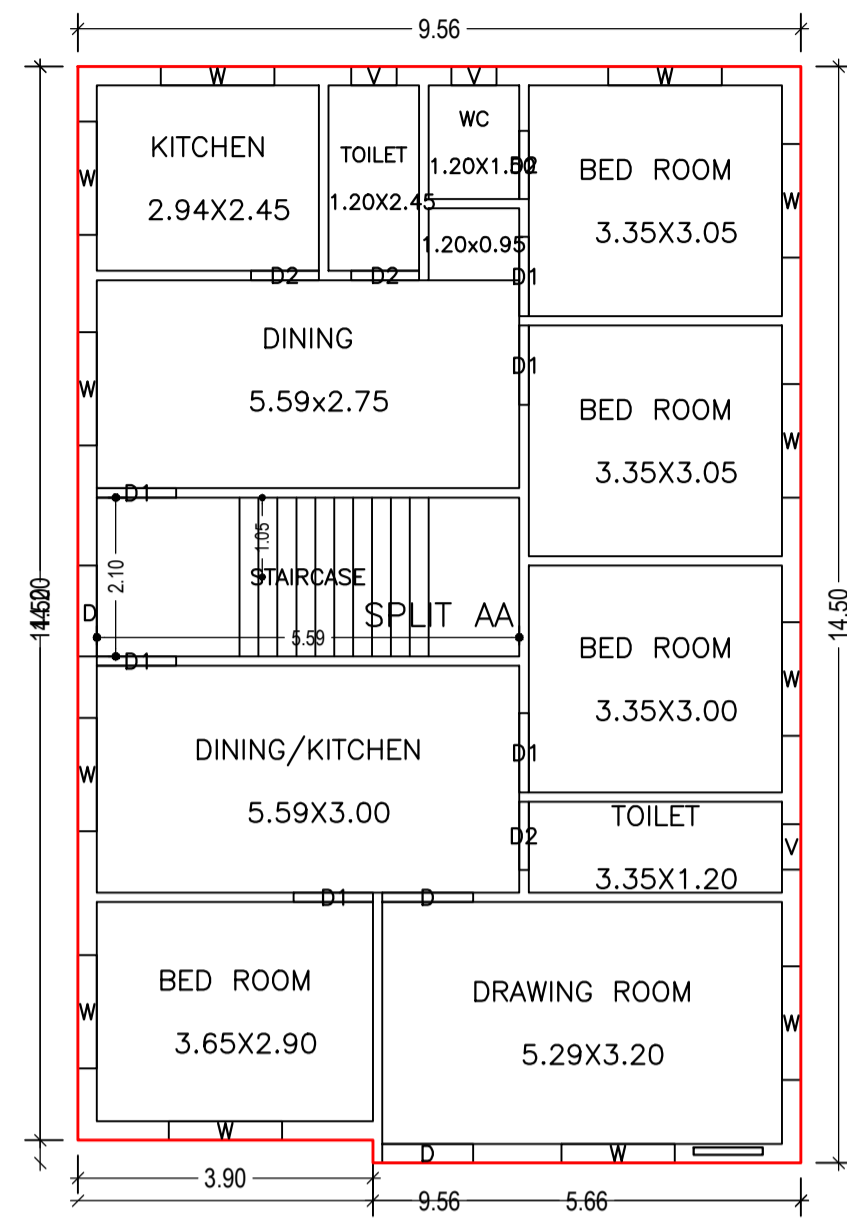 9.56
W
V
V
W
KITCHEN
2.94X2.45
TOILET
1.20X2.45
WC
1.20X1.50
D2
BED ROOM
3.35X3.05
W
W
1.20x0.95
D2
D2
D1
DINING
5.59x2.75
D1
W
BED ROOM
3.35X3.05
W
D1
2.10
1.05
STAIRCASE
SPLIT AA
5.59
D
14.50
D1
BED ROOM
3.35X3.00
W
DINING/KITCHEN
5.59X3.00
D1
W
TOILET
3.35X1.20
D2
V
D1
D
BED ROOM
3.65X2.90
W
W
DRAWING ROOM
5.29X3.20
W
D
W
3.90
9.56
5.66